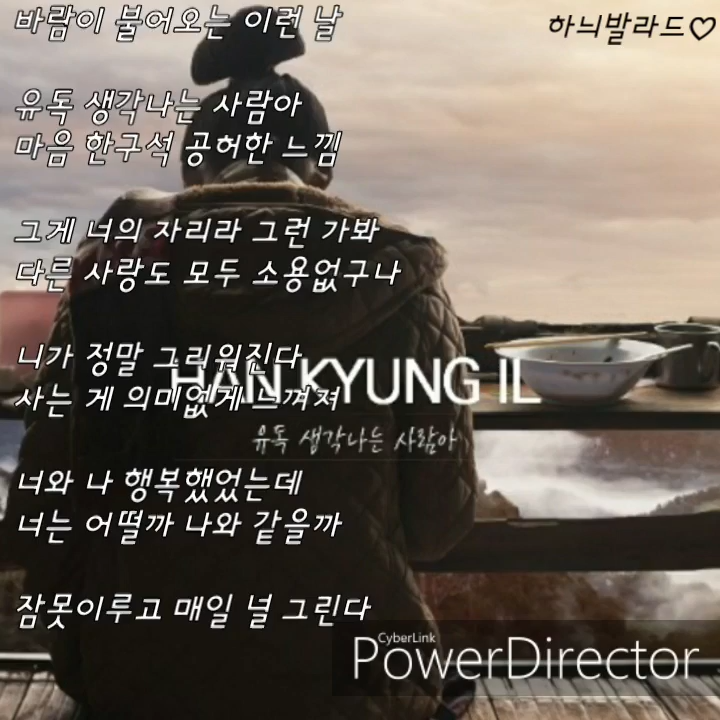 바람이 불어오는 이런 날
하늬발라드♡
유독 생각나는 사람아
마음 한구석 공허한 느낌
그게 너의 자리라 그런 가봐
다른 사랑도 모두 소용없구나
니가 정말 그리워진다
HAN KYUNG IL
사는 게 의미없게 느껴져
유독 생각나는 사람아
너와 나 행복했었는데
너는 어떨까 나와 같을까
잠못이루고 매일 널 그린다
CyberLink
PowerDirector